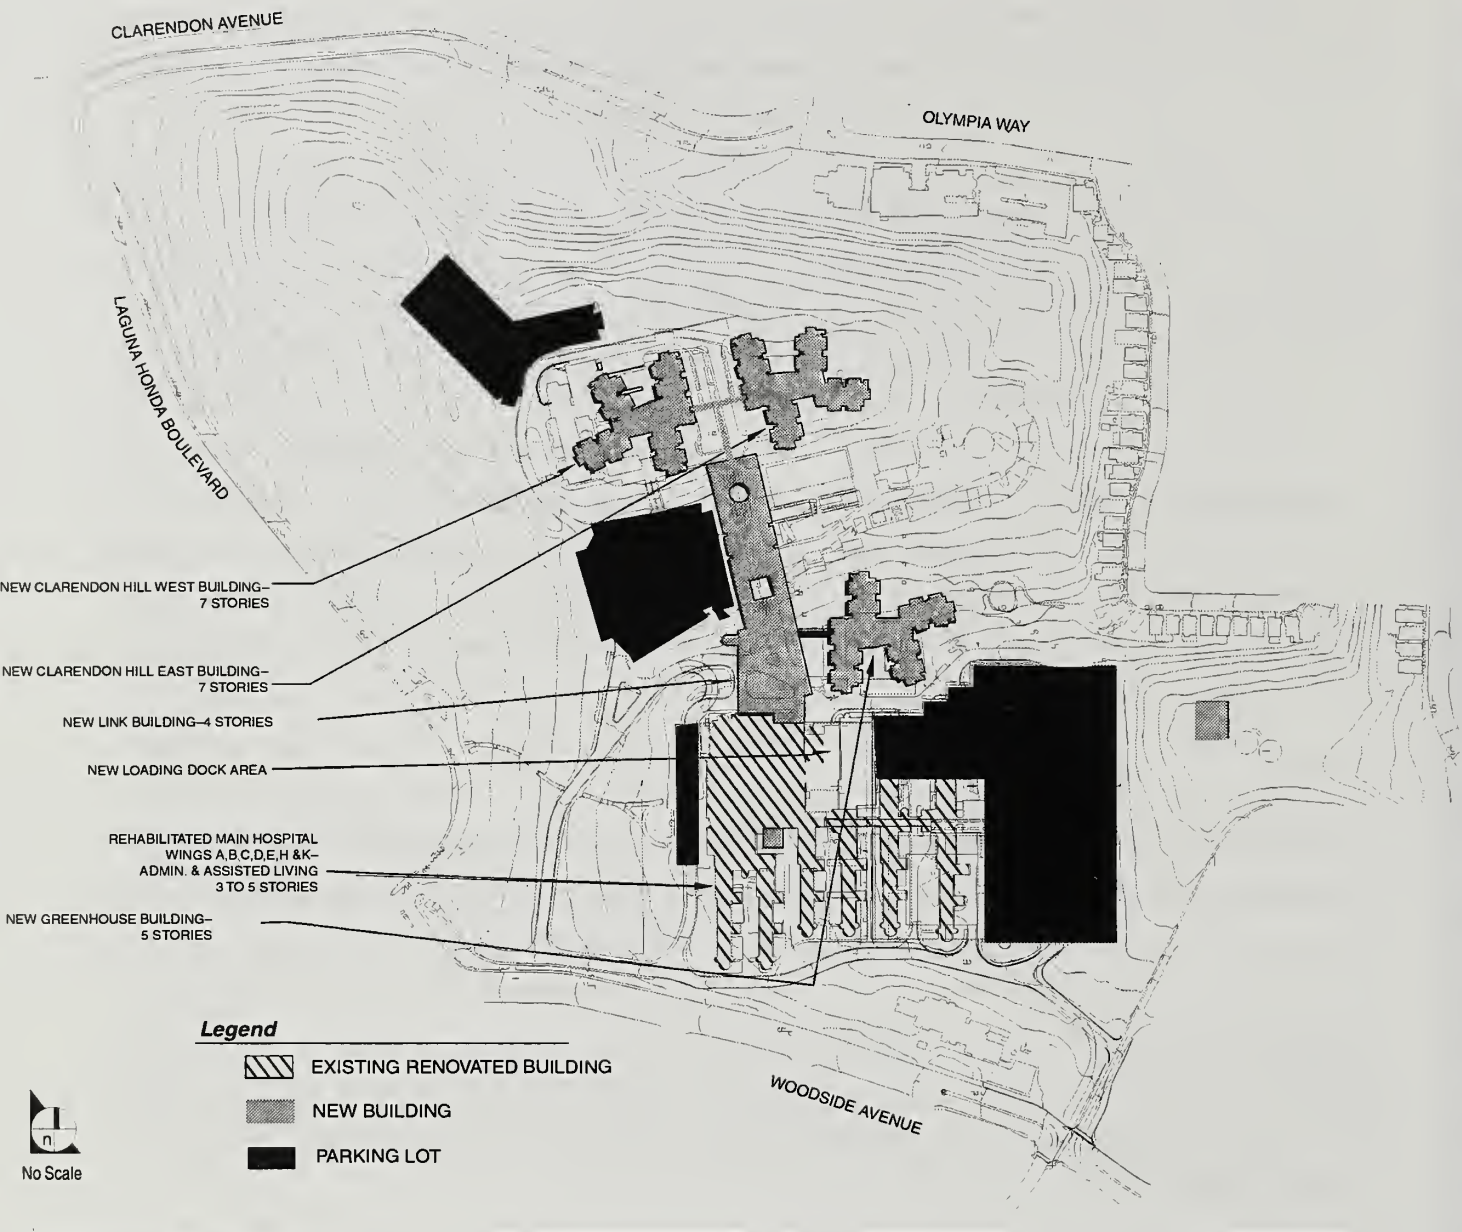 CLARENDON AVENUE
OLYMPIA WAY
LAGUNA HONDA BOULEVARD
NEW CLARENDON HILL WEST BUILDING–
7 STORIES
NEW CLARENDON HILL EAST BUILDING–
7 STORIES
NEW LINK BUILDING–4 STORIES
NEW LOADING DOCK AREA
REHABILITATED MAIN HOSPITAL
WINGS A,B,C,D,E,H &K–
ADMIN. & ASSISTED LIVING
3 TO 5 STORIES
NEW GREENHOUSE BUILDING–
5 STORIES
Legend
EXISTING RENOVATED BUILDING
NEW BUILDING
PARKING LOT
WOODSIDE AVENUE
n
No Scale